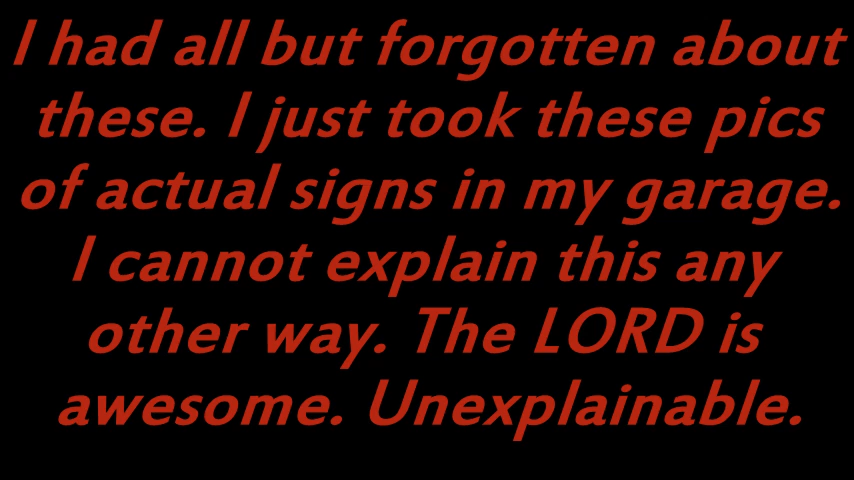 I had all but forgotten about
these. I just took these pics
of actual signs in my garage.
I cannot explain this any
other way. The LORD is
awesome. Unexplainable.